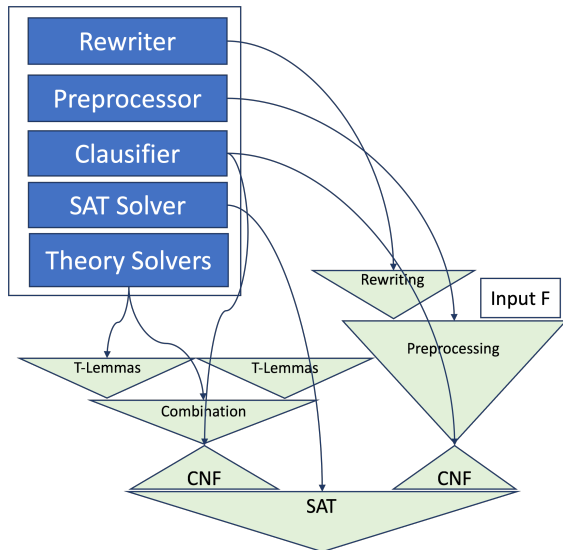 Rewriter
Preprocessor
Clausifier
SAT Solver
Theory Solvers
Rewriting
Input F
Preprocessing
T-Lemmas
T-Lemmas
Combination
CNF
CNF
SAT